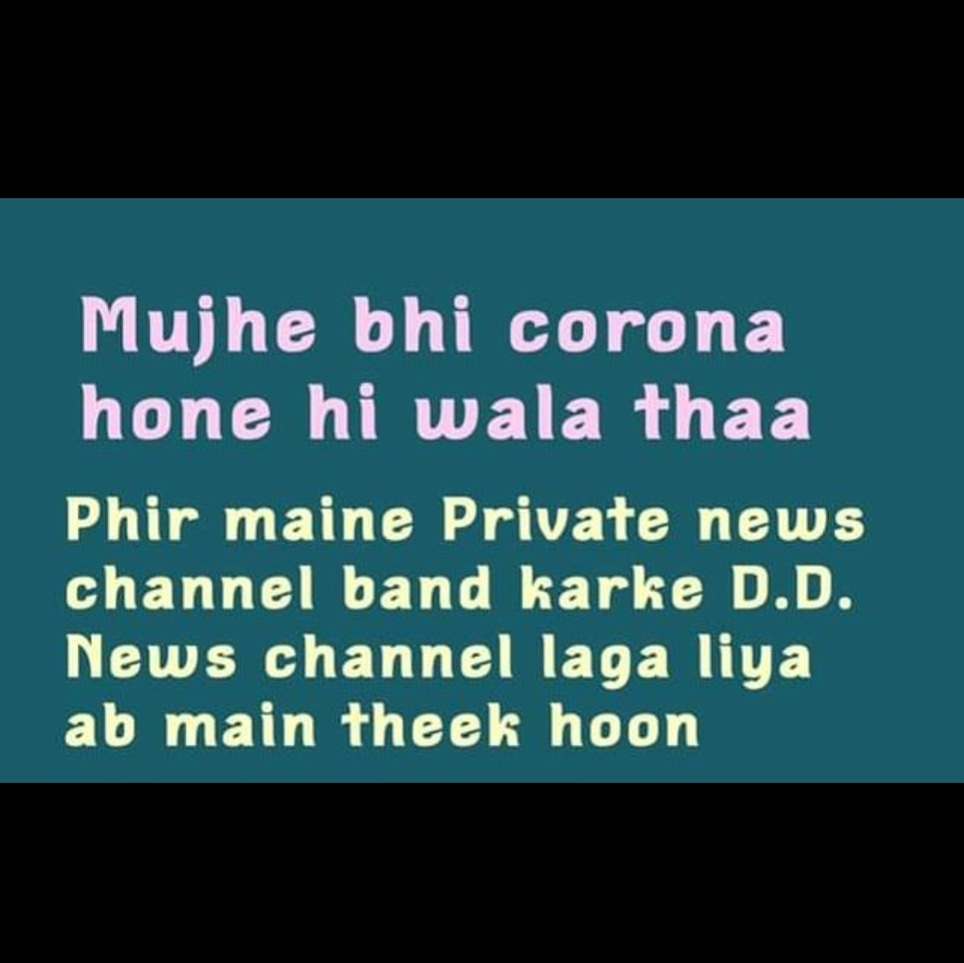 Mujhe bhi corona
hone hi wala thaa
Phir maine Private news
channel band karke D.D.
News channel laga liya
ab main theek hoon